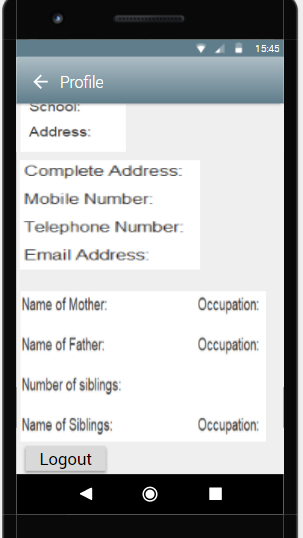 15:45
Profile
School:
Address:
Complete Address:
Mobile Number:
Telephone Number:
Email Address:
Name of Mother: Occupation:
Name of Father: Occupation:
Number of siblings:
Name of Siblings: Occupation:
Logout